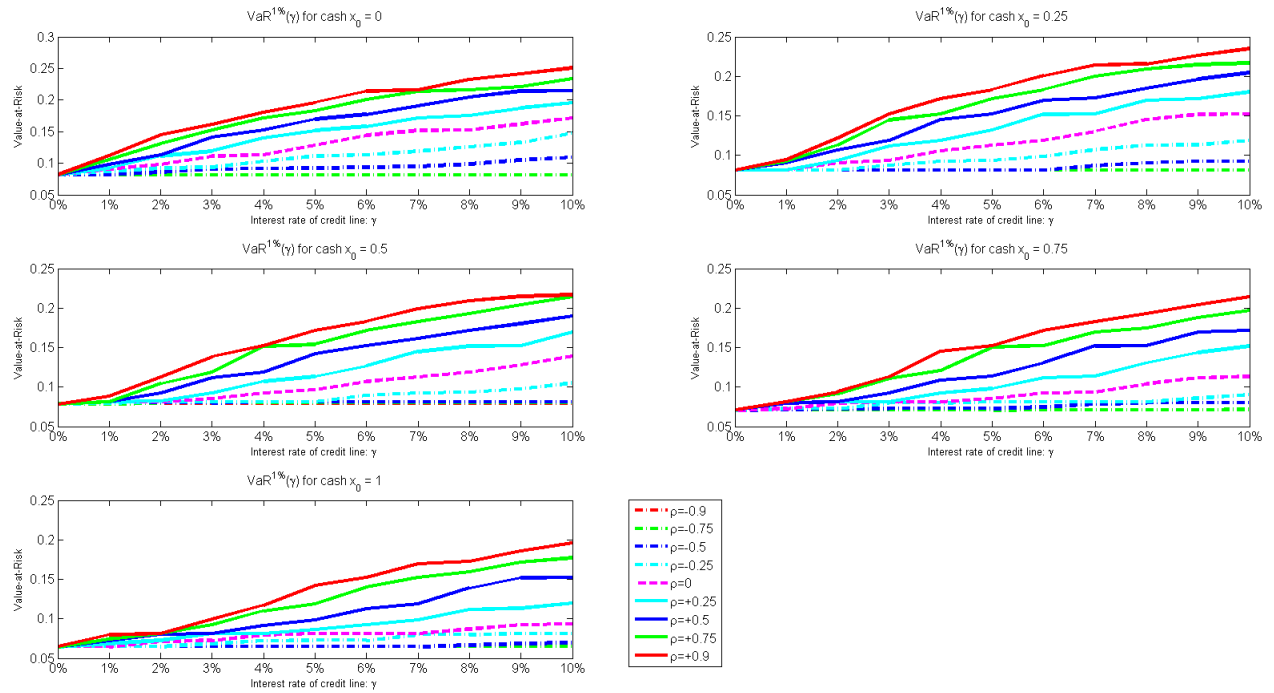 VaR^1%(γ) for cash x_0 = 0
0.3
0.25
0.2
0.15
0.1
0.05
Value-at-Risk
0% 1% 2% 3% 4% 5% 6% 7% 8% 9% 10%
Interest rate of credit line: γ
VaR^1%(γ) for cash x_0 = 0.25
0.25
0.2
0.15
0.1
0.05
Value-at-Risk
0% 1% 2% 3% 4% 5% 6% 7% 8% 9% 10%
Interest rate of credit line: γ
VaR^1%(γ) for cash x_0 = 0.5
0.25
0.2
0.15
0.1
0.05
Value-at-Risk
0% 1% 2% 3% 4% 5% 6% 7% 8% 9% 10%
Interest rate of credit line: γ
VaR^1%(γ) for cash x_0 = 0.75
0.25
0.2
0.15
0.1
0.05
Value-at-Risk
0% 1% 2% 3% 4% 5% 6% 7% 8% 9% 10%
Interest rate of credit line: γ
VaR^1%(γ) for cash x_0 = 1
0.25
0.2
0.15
0.1
0.05
Value-at-Risk
0% 1% 2% 3% 4% 5% 6% 7% 8% 9% 10%
Interest rate of credit line: γ
ρ=-0.9
ρ=-0.75
ρ=-0.5
ρ=-0.25
ρ=0
ρ=+0.25
ρ=+0.5
ρ=+0.75
ρ=+0.9